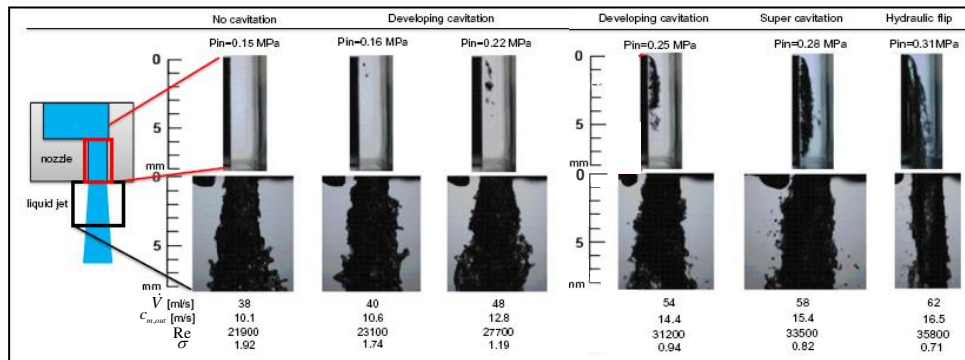 No cavitation Developing cavitation Developing cavitation Super cavitation Hydraulic flip
Pin=0.15 MPa Pin=0.16 MPa Pin=0.22 MPa Pin=0.25 MPa Pin=0.28 MPa Pin=0.31MPa
0 0
5 5
mm
0 0
nozzle
liquid jet
5 5
mm nm
V̇ [ml/s] 38 40 48 54 58 62
c m,out [m/s] 10.1 10.6 12.8 14.4 15.4 16.5
Re 21900 23100 27700 31200 33500 35800
σ 1.92 1.74 1.19 0.94 0.82 0.71